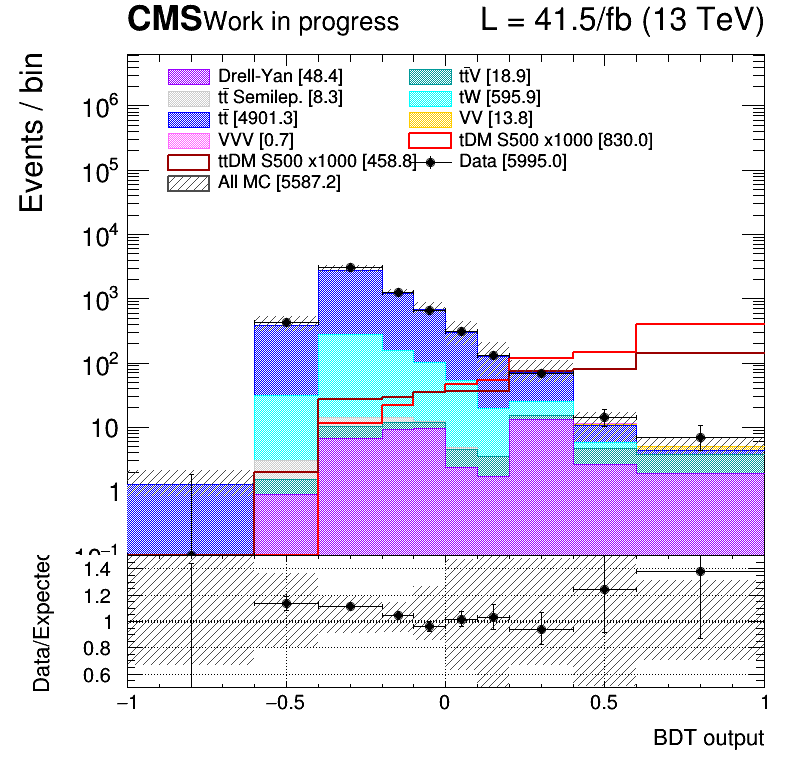 CMS Work in progress L = 41.5/fb (13 TeV)
Events / bin
Drell-Yan [48.4] tt̄V [18.9]
tt̄ Semilep. [8.3] tW [595.9]
tt̄ [4901.3] VV [13.8]
VVV [0.7] tDM S500 x1000 [830.0]
ttDM S500 x1000 [458.8] Data [5995.0]
All MC [5587.2]
10⁶
10⁵
10⁴
10³
10²
10
1
10⁻¹
Data/Expected
1.4
1.2
1
0.8
0.6
−1 −0.5 0 0.5 1
BDT output